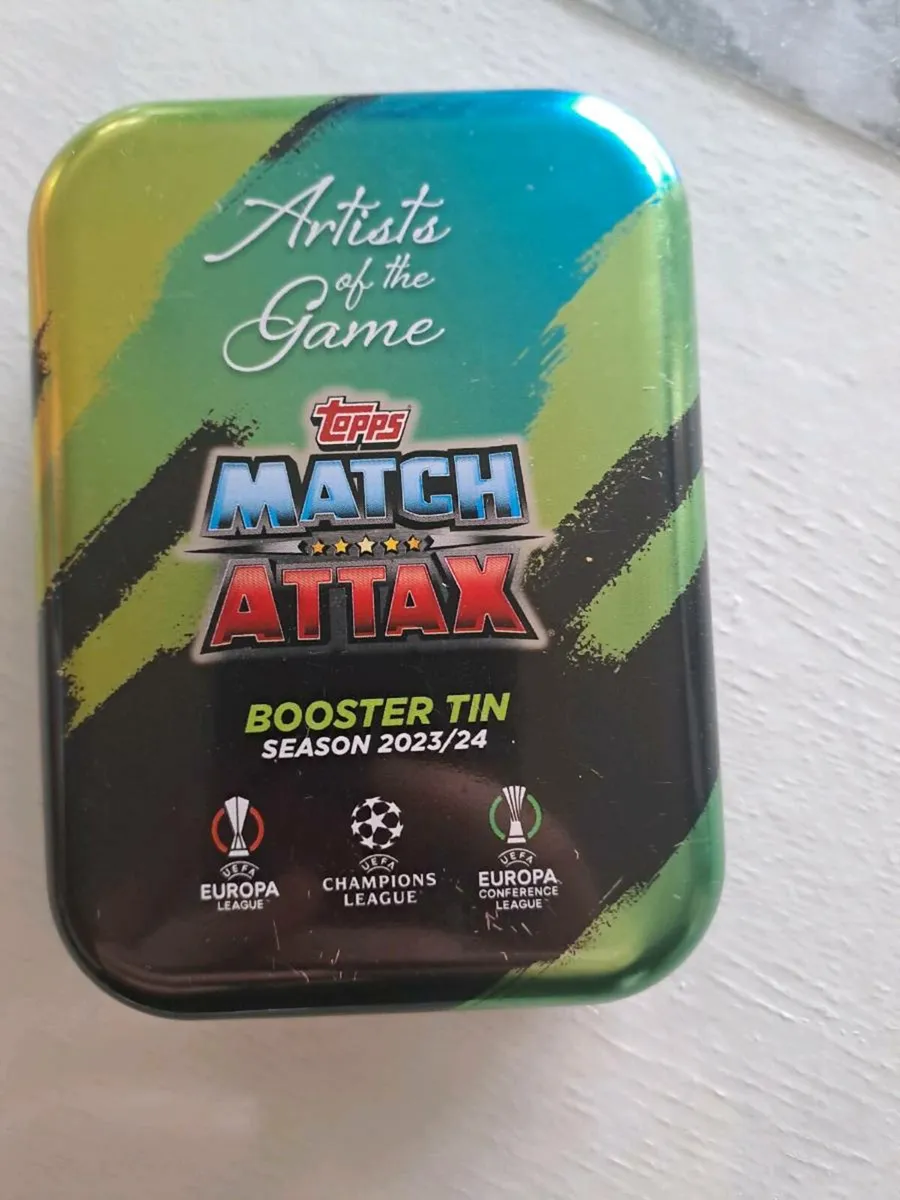 Artists
of the
Game
topps
MATCH
ATTAX
BOOSTER TIN
SEASON 2023/24
UEFA
EUROPA
LEAGUE
UEFA
CHAMPIONS
LEAGUE
UEFA
EUROPA
CONFERENCE
LEAGUE